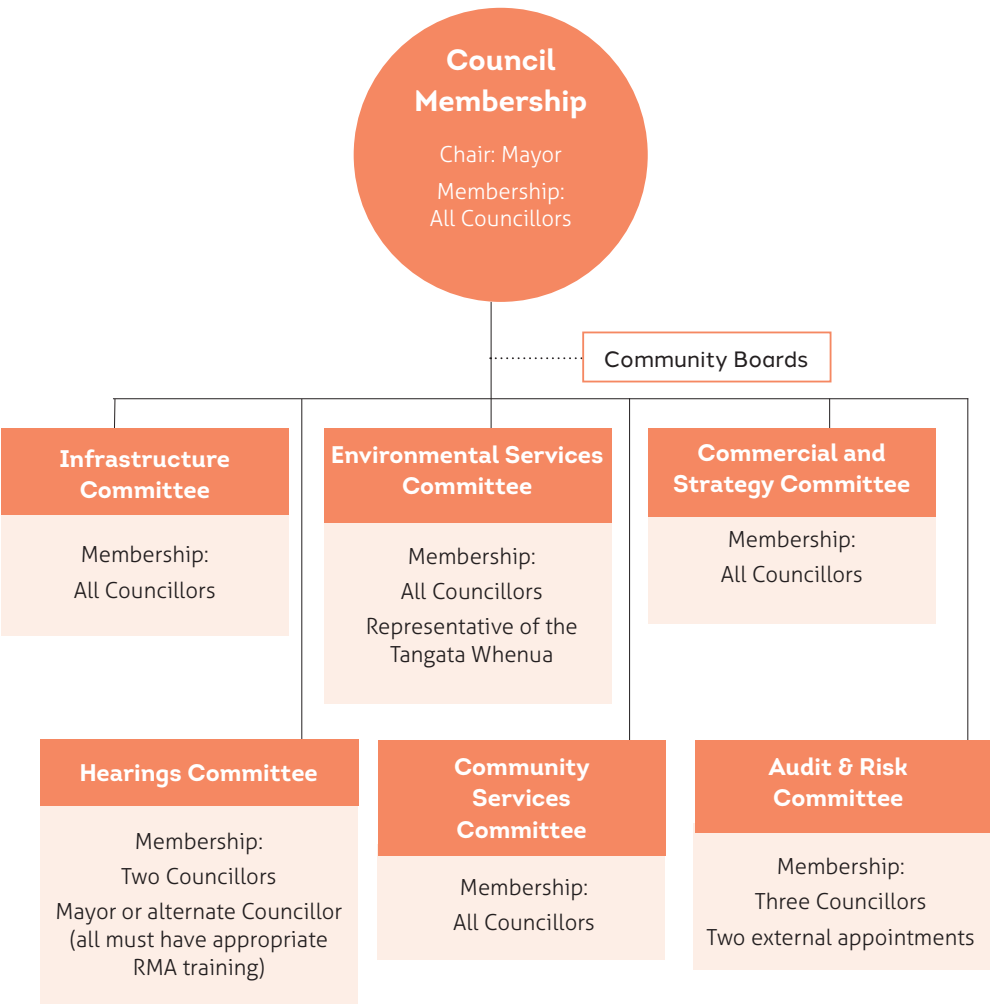 Council
Membership
Chair: Mayor
Membership:
All Councillors
Community Boards
Infrastructure
Committee
Membership:
All Councillors
Environmental Services
Committee
Membership:
All Councillors
Representative of the
Tangata Whenua
Commercial and
Strategy Committee
Membership:
All Councillors
Hearings Committee
Membership:
Two Councillors
Mayor or alternate Councillor
(all must have appropriate
RMA training)
Community
Services
Committee
Membership:
All Councillors
Audit & Risk
Committee
Membership:
Three Councillors
Two external appointments